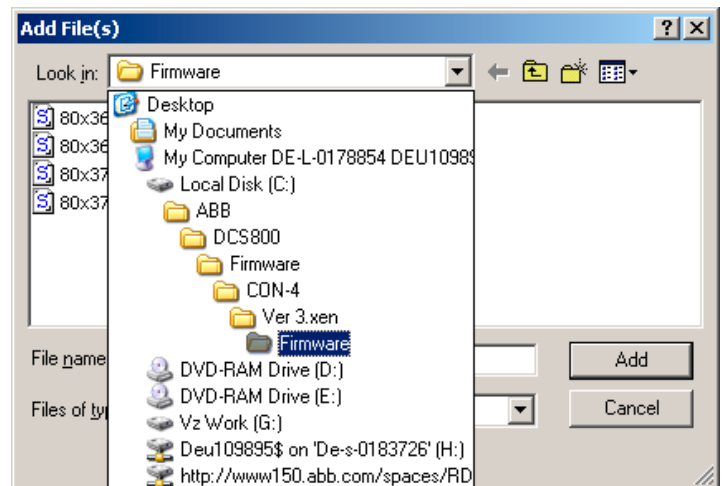 Add File(s)
Look in: Firmware
Desktop
80x36
My Documents
80x36
My Computer DE-L-0178854 DEU10989
80x37
Local Disk (C:)
80x37
ABB
DCS800
Firmware
CON-4
Ver 3.xen
Firmware
File name Add
DVD-RAM Drive (D:)
DVD-RAM Drive (E:)
Files of ty Cancel
Vz Work (G:)
Deu109895$ on 'De-s-0183726' (H:)
http://www150.abb.com/spaces/RD